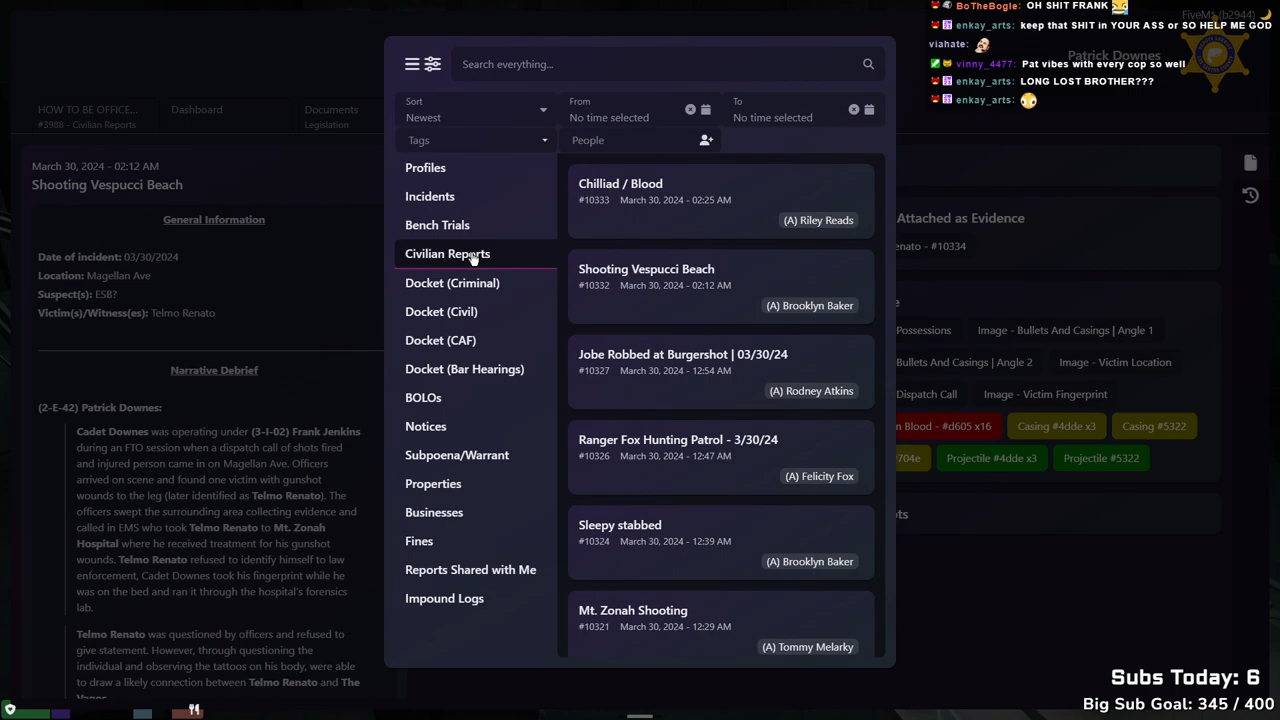 BoTheBogle: OH SHIT FRANK
FiveM® (b2944)
enkay_arts: keep that SHIT in YOUR ASS or SO HELP ME GOD
viahate:
Patrick Downes
vinny_4477: Pat vibes with every cop so well
enkay_arts: LONG LOST BROTHER???
enkay_arts:
Search everything...
HOW TO BE OFFICE...
#3988 - Civilian Reports
Dashboard
Documents
Legislation
Sort
Newest
From
No time selected
To
No time selected
Tags
People
March 30, 2024 - 02:12 AM
Shooting Vespucci Beach
General Information
Date of incident: 03/30/2024
Location: Magellan Ave
Suspect(s): ESB?
Victim(s)/Witness(es): Telmo Renato
Narrative Debrief
(2-E-42) Patrick Downes:
Cadet Downes was operating under (3-I-02) Frank Jenkins
during an FTO session when a dispatch call of shots
fired and injured person came in on Magellan Ave. Officers
arrived on scene and found one victim with gunshot
wounds to the leg (later identified as Telmo Renato). The
officers swept the surrounding area collecting evidence and
called in EMS who took Telmo Renato to Mt. Zonah
Hospital where he received treatment for his gunshot
wounds. Telmo Renato refused to identify himself to law
enforcement, Cadet Downes took his fingerprint while he
was on the bed and ran it through the hospital's forensics
lab.
Telmo Renato was questioned by officers and refused to
give statement. However, through questioning the
individual and observing the tattoos on his body, were able
to draw a likely connection between Telmo Renato and The
Vagos
Profiles
Incidents
Bench Trials
Civilian Reports
Docket (Criminal)
Docket (Civil)
Docket (CAF)
Docket (Bar Hearings)
BOLOs
Notices
Subpoena/Warrant
Properties
Businesses
Fines
Reports Shared with Me
Impound Logs
Chilliad / Blood
#10333 March 30, 2024 - 02:25 AM
(A) Riley Reads
Shooting Vespucci Beach
#10332 March 30, 2024 - 02:12 AM
(A) Brooklyn Baker
Jobe Robbed at Burgershot | 03/30/24
#10327 March 30, 2024 - 12:54 AM
(A) Rodney Atkins
Ranger Fox Hunting Patrol - 3/30/24
#10326 March 30, 2024 - 12:47 AM
(A) Felicity Fox
Sleepy stabbed
#10324 March 30, 2024 - 12:39 AM
(A) Brooklyn Baker
Mt. Zonah Shooting
#10321 March 30, 2024 - 12:29 AM
(A) Tommy Melarky
Attached as Evidence
enato - #10334
Possessions
Image - Bullets And Casings | Angle 1
Bullets And Casings | Angle 2
Image - Victim Location
Dispatch Call
Image - Victim Fingerprint
n Blood - #d605 x16
Casing #4dde x3
Casing #5322
704e
Projectile #4dde x3
Projectile #5322
Subs Today: 6
Big Sub Goal: 345 / 400